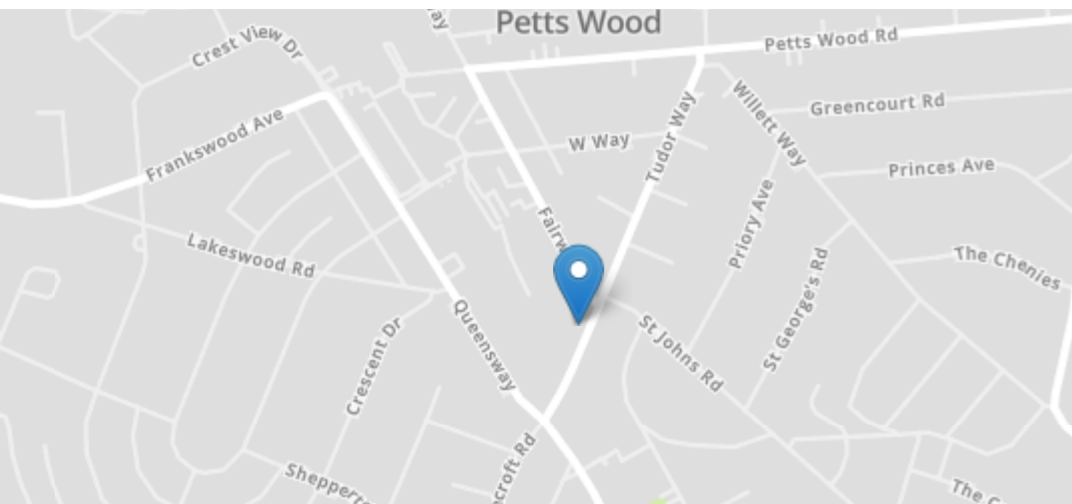 Petts Wood
Petts Wood Rd
Crest View Dr
Frankswood Ave
W Way
Tudor Way
Willett Way
Greencourt Rd
Princes Ave
Priory Ave
Lakeswood Rd
The Chenies
St George's Rd
Queensway
St Johns Rd
Crescent Dr
The